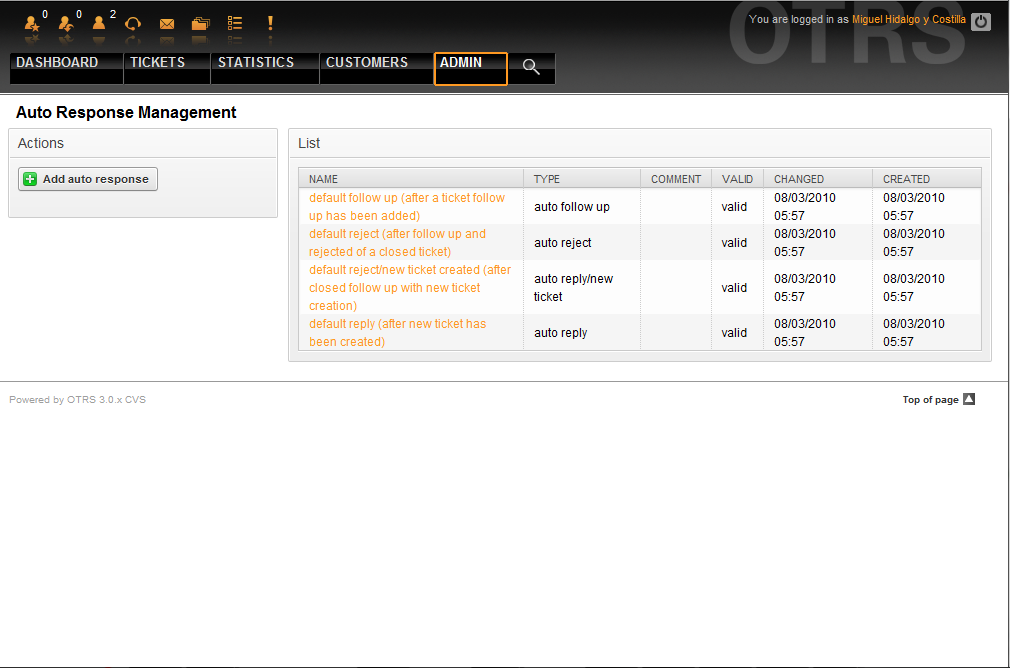 0 0 2
You are logged in as Miguel Hidalgo y Costilla
OTRS
DASHBOARD TICKETS STATISTICS CUSTOMERS ADMIN
Auto Response Management
Actions
Add auto response
List
NAME TYPE COMMENT VALID CHANGED CREATED
default follow up (after a ticket follow
up has been added)
auto follow up
valid
08/03/2010
05:57
08/03/2010
05:57
default reject (after follow up and
rejected of a closed ticket)
auto reject
valid
08/03/2010
05:57
08/03/2010
05:57
default reject/new ticket created (after
closed follow up with new ticket
creation)
auto reply/new
ticket
valid
08/03/2010
05:57
08/03/2010
05:57
default reply (after new ticket has
been created)
auto reply
valid
08/03/2010
05:57
08/03/2010
05:57
Powered by OTRS 3.0.x CVS
Top of page